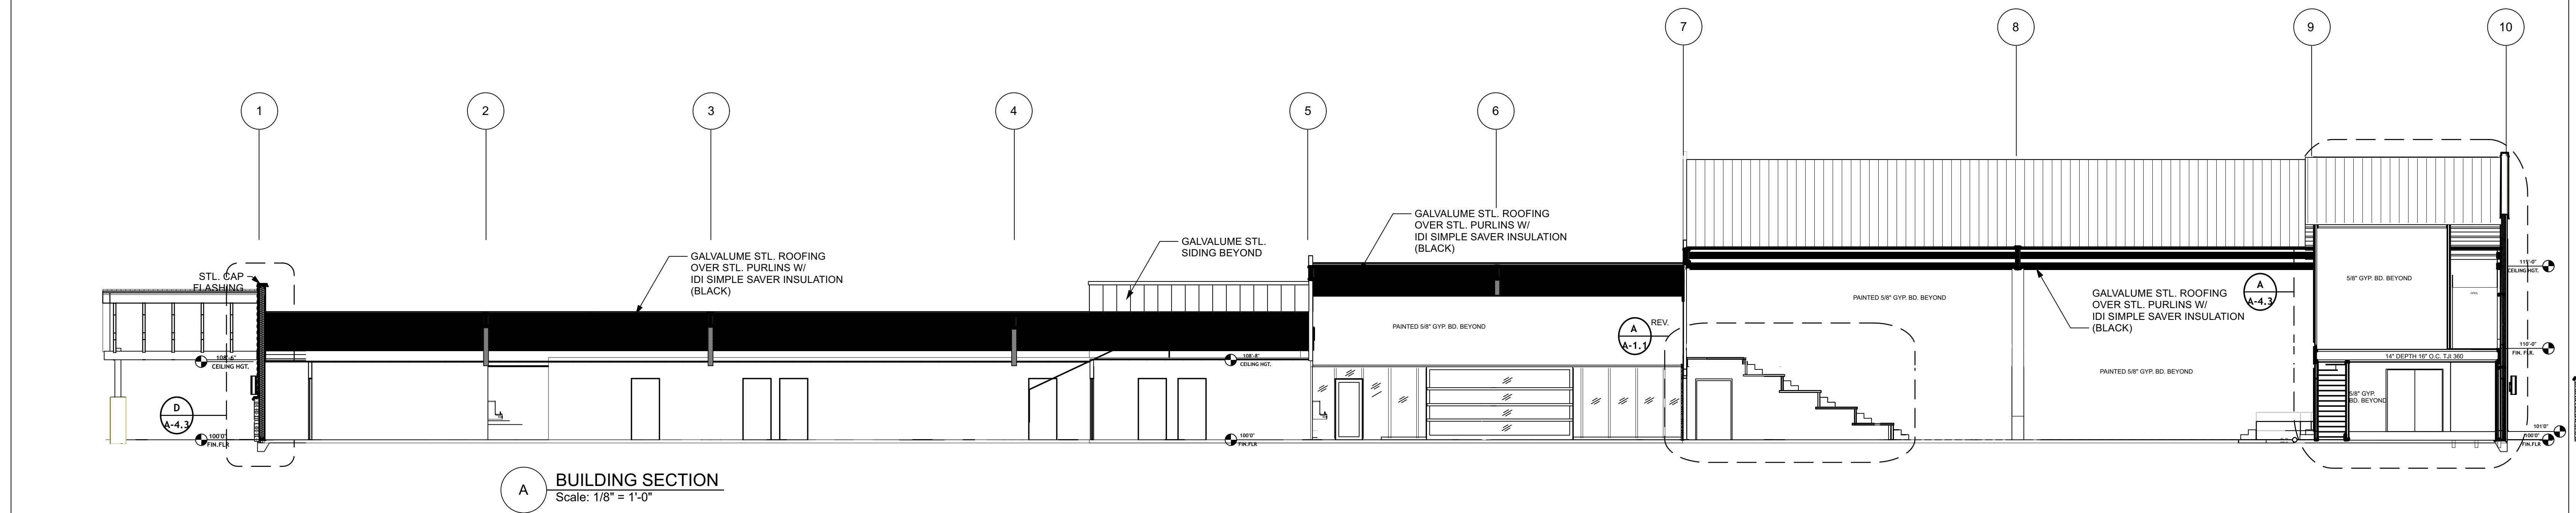 1
2
3
4
5
6
7
8
9
10
STL. CAP
FLASHING
GALVALUME STL. ROOFING
OVER STL. PURLINS W/
IDI SIMPLE SAVER INSULATION
(BLACK)
GALVALUME STL.
SIDING BEYOND
GALVALUME STL. ROOFING
OVER STL. PURLINS W/
IDI SIMPLE SAVER INSULATION
(BLACK)
PAINTED 5/8" GYP. BD. BEYOND
A
A-1.1
REV.
PAINTED 5/8" GYP. BD. BEYOND
GALVALUME STL. ROOFING
OVER STL. PURLINS W/
IDI SIMPLE SAVER INSULATION
(BLACK)
A
A-4.3
PAINTED 5/8" GYP. BD. BEYOND
5/8" GYP. BD. BEYOND
14" DEPTH 16" O.C. TJI 360
5/8" GYP.
BD. BEYOND
111'-0"
CEILING HGT.
110'-0"
FIN. FLR.
101'0"
100'0"
FIN.FLR
108'-6"
CEILING HGT.
D
A-4.3
100'0"
FIN.FLR
108'-8"
CEILING HGT.
100'0"
FIN.FLR
A
BUILDING SECTION
Scale: 1/8" = 1'-0"